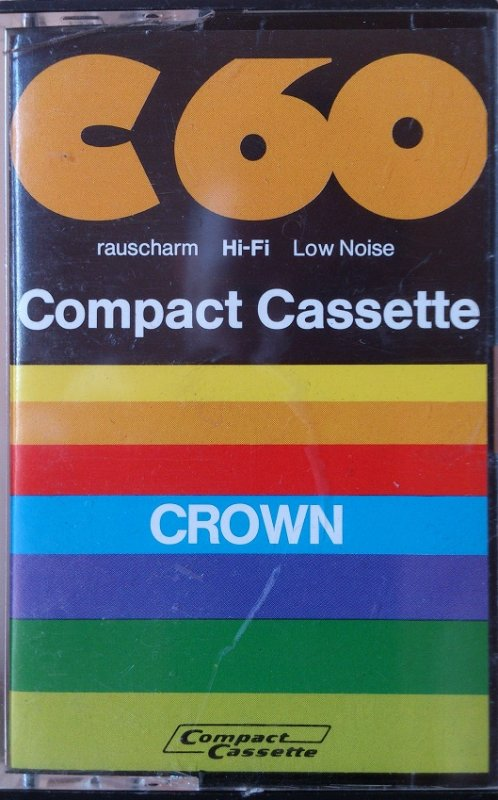 C60
rauscharm Hi-Fi Low Noise
Compact Cassette
CROWN
Compact
Cassette